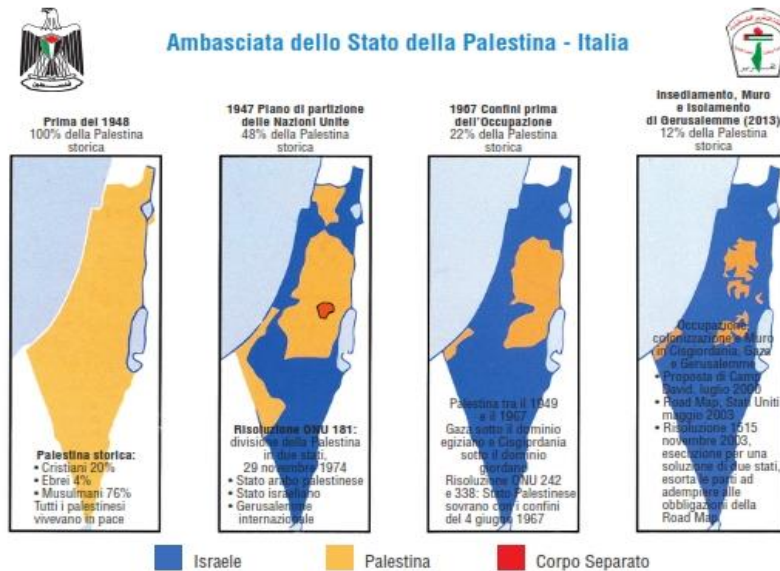 Ambasciata dello Stato della Palestina - Italia
Prima del 1948
100% della Palestina
storica
1947 Piano di partizione
delle Nazioni Unite
48% della Palestina
storica
1967 Confini prima
dell'Occupazione
22% della Palestina
storica
Insediamento, Muro
e Isolamento
di Gerusalemme (2013)
12% della Palestina
storica
Palestina storica:
• Cristiani 20%
• Ebrei 4%
• Musulmani 76%
Tutti i palestinesi
vivevano in pace
Risoluzione ONU 181:
divisione della Palestina
in due stati,
29 novembre 1974
• Stato arabo palestinese
• Stato israeliano
• Gerusalemme
internazionale
Palestina tra il 1949
e il 1967
Gaza sotto il dominio
egiziano e Cisgiordania
sotto il dominio
giordano
Risoluzione ONU 242
e 338: Stato Palestinese
sovrano con i confini
del 4 giugno 1967
Occupazione,
colonizzazione e Muro
in Cisgiordania, Gaza
e Gerusalemme
• Proposta di Camp
David, luglio 2000
• Road Map, Stati Uniti
maggio 2003
• Risoluzione 1515
novembre 2003,
esecuzione per una
soluzione di due stati,
esorta le parti ad
adempiere alle
obbligazioni della
Road Map
Israele
Palestina
Corpo Separato